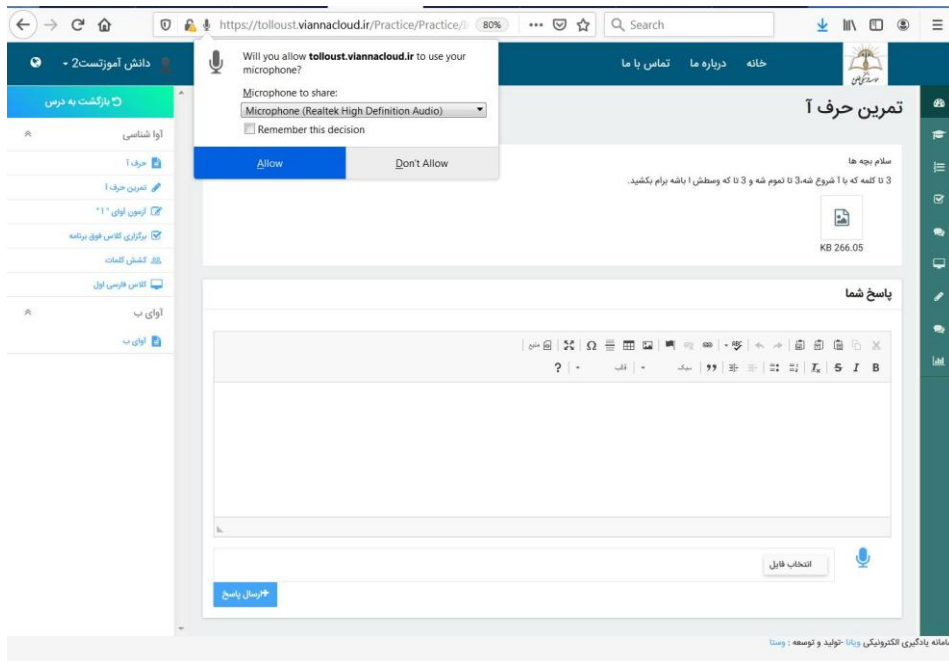 https://tolloust.viannacloud.ir/Practice/Practice/
80%
Search
Will you allow tolloust.viannacloud.ir to use your
microphone?
Microphone to share:
Microphone (Realtek High Definition Audio)
Remember this decision
Allow
Don't Allow
خانه
درباره ما
تماس با ما
دانش آموزتست2
بازگشت به درس
آوا شناسی
حرف آ
تمرین حرف آ
آزمون آوای "آ"
برگزاری کلاس فوق برنامه
کشش کلمات
کلاس فارسی اول
آوای ب
آوای ب
تمرین حرف آ
سلام بچه ها
3 تا کلمه که با آ شروع شه،3 تا تموم شه و 3 تا که وسطش ا باشه برام بکشید.
KB 266.05
پاسخ شما
منبع
سبک
قالب
?
B I S Tx
انتخاب فایل
+ارسال پاسخ
سامانه یادگیری الکترونیکی ویانا -تولید و توسعه : وستا